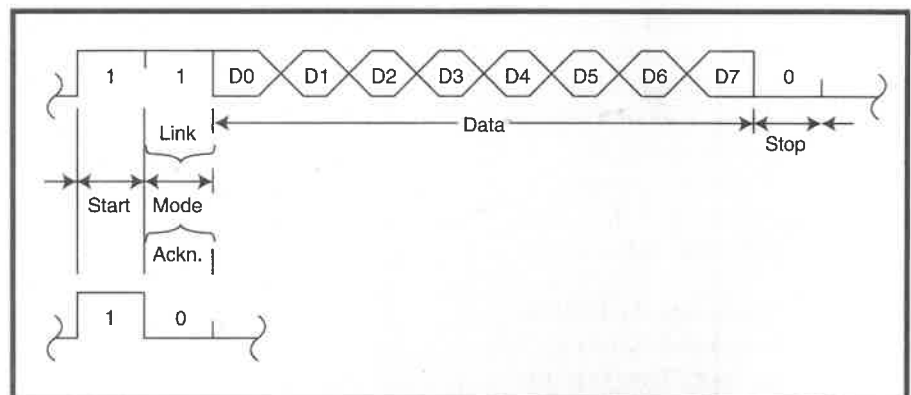 1 1 D0 D1 D2 D3 D4 D5 D6 D7 0
Link
Data
Stop
Start Mode
Ackn.
1 0